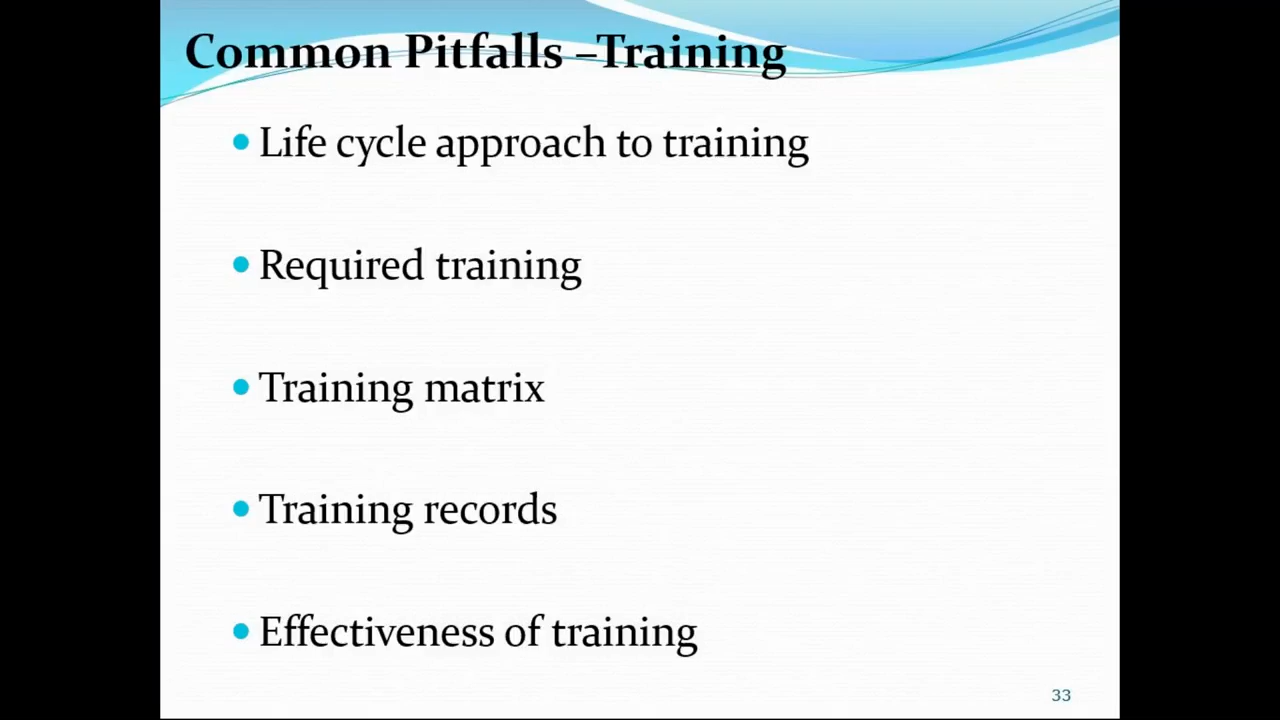 Common Pitfalls –Training
• Life cycle approach to training
• Required training
• Training matrix
• Training records
• Effectiveness of training
33